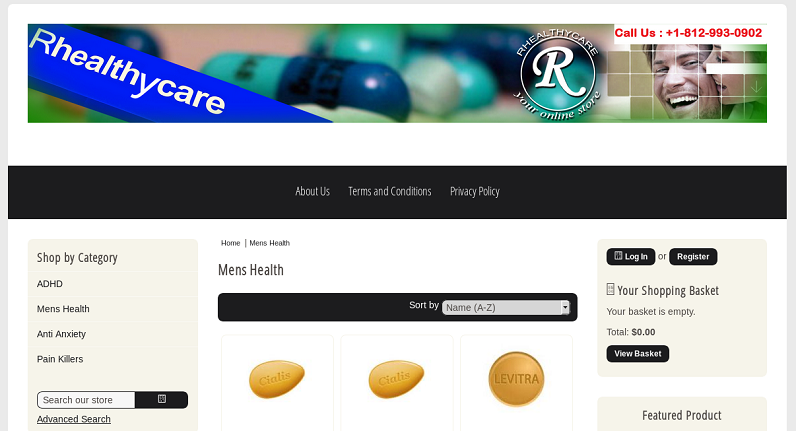 Call Us : +1-812-993-0902
Rhealthycare
RHEALTHYCARE
R
your online store
About Us Terms and Conditions Privacy Policy
Home | Mens Health
Shop by Category
ADHD
Mens Health
Anti Anxiety
Pain Killers
Search our store
Advanced Search
Mens Health
Sort by Name (A-Z)
Cialis Cialis LEVITRA
Log In or Register
Your Shopping Basket
Your basket is empty.
Total: $0.00
View Basket
Featured Product